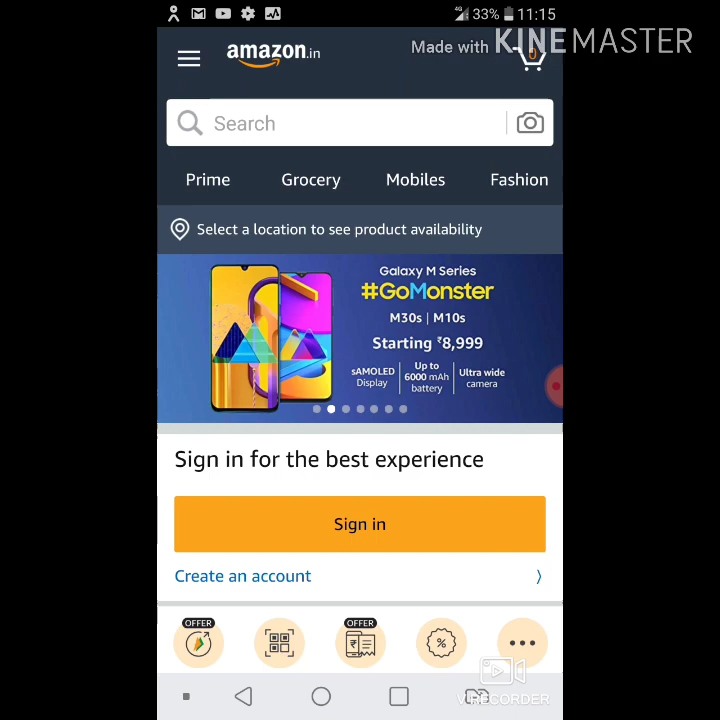 4G 33% 11:15
amazon.in
Made with KINEMASTER
0
Search
Prime Grocery Mobiles Fashion
Select a location to see product availability
Galaxy M Series
#GoMonster
M30s | M10s
Starting ₹8,999
sAMOLED
Display
Up to
6000 mAh
battery
Ultra wide
camera
Sign in for the best experience
Sign in
Create an account
OFFER OFFER
V RECORDER